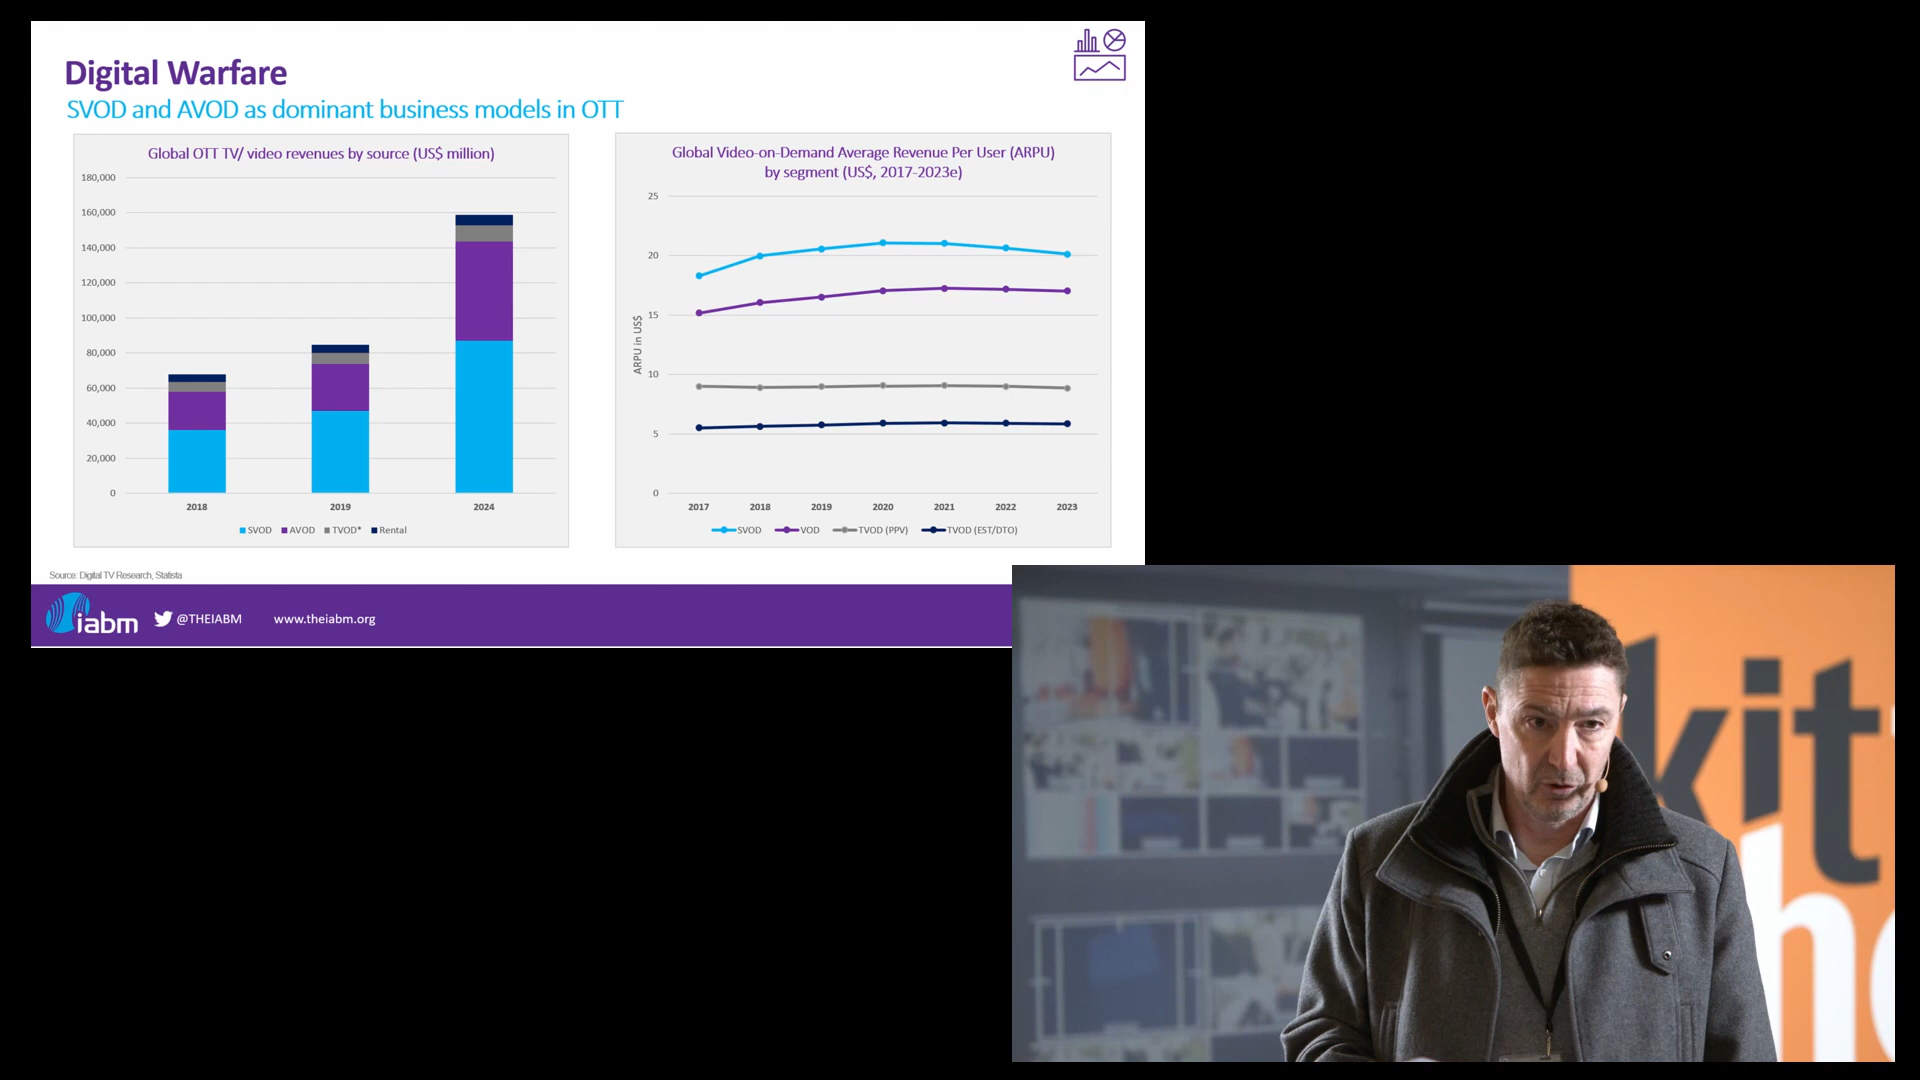 Digital Warfare
SVOD and AVOD as dominant business models in OTT
Global OTT TV/ video revenues by source (US$ million)
180,000
160,000
140,000
120,000
100,000
80,000
60,000
40,000
20,000
0
2018 2019 2024
SVOD AVOD TVOD* Rental
Global Video-on-Demand Average Revenue Per User (ARPU)
by segment (US$, 2017-2023e)
ARPU in US$
25
20
15
10
5
0
2017 2018 2019 2020 2021 2022 2023
SVOD VOD TVOD (PPV) TVOD (EST/DTO)
Source: Digital TV Research, Statista
iabm @THEIABM www.theiabm.org
kit